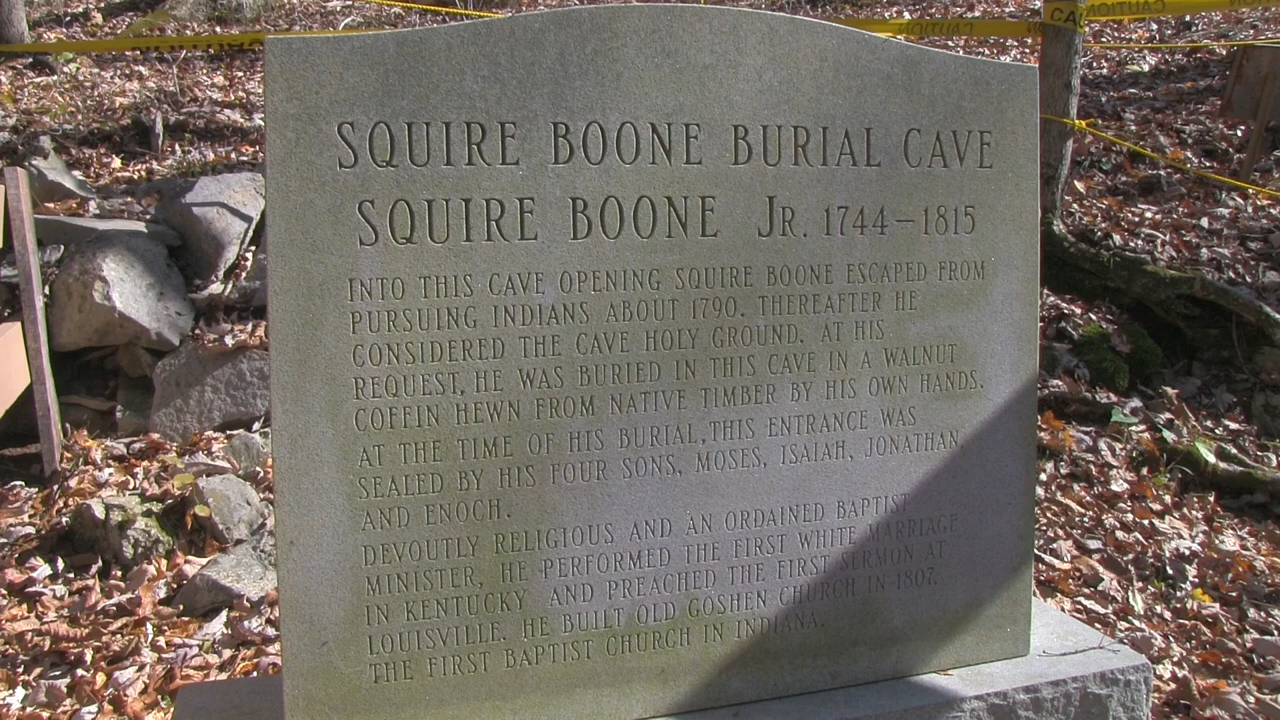 CAUTION
CAU
CAUTION
SQUIRE BOONE BURIAL CAVE
SQUIRE BOONE JR. 1744–1815
INTO THIS CAVE OPENING SQUIRE BOONE ESCAPED FROM
PURSUING INDIANS ABOUT 1790. THEREAFTER HE
CONSIDERED THE CAVE HOLY GROUND. AT HIS
REQUEST, HE WAS BURIED IN THIS CAVE IN A WALNUT
COFFIN HEWN FROM NATIVE TIMBER BY HIS OWN HANDS.
AT THE TIME OF HIS BURIAL, THIS ENTRANCE WAS
SEALED BY HIS FOUR SONS, MOSES, ISAIAH, JONATHAN
AND ENOCH.
DEVOUTLY RELIGIOUS AND AN ORDAINED BAPTIST
MINISTER, HE PERFORMED THE FIRST WHITE MARRIAGE
IN KENTUCKY AND PREACHED THE FIRST SERMON AT
LOUISVILLE. HE BUILT OLD GOSHEN CHURCH IN 1807,
THE FIRST BAPTIST CHURCH IN INDIANA.